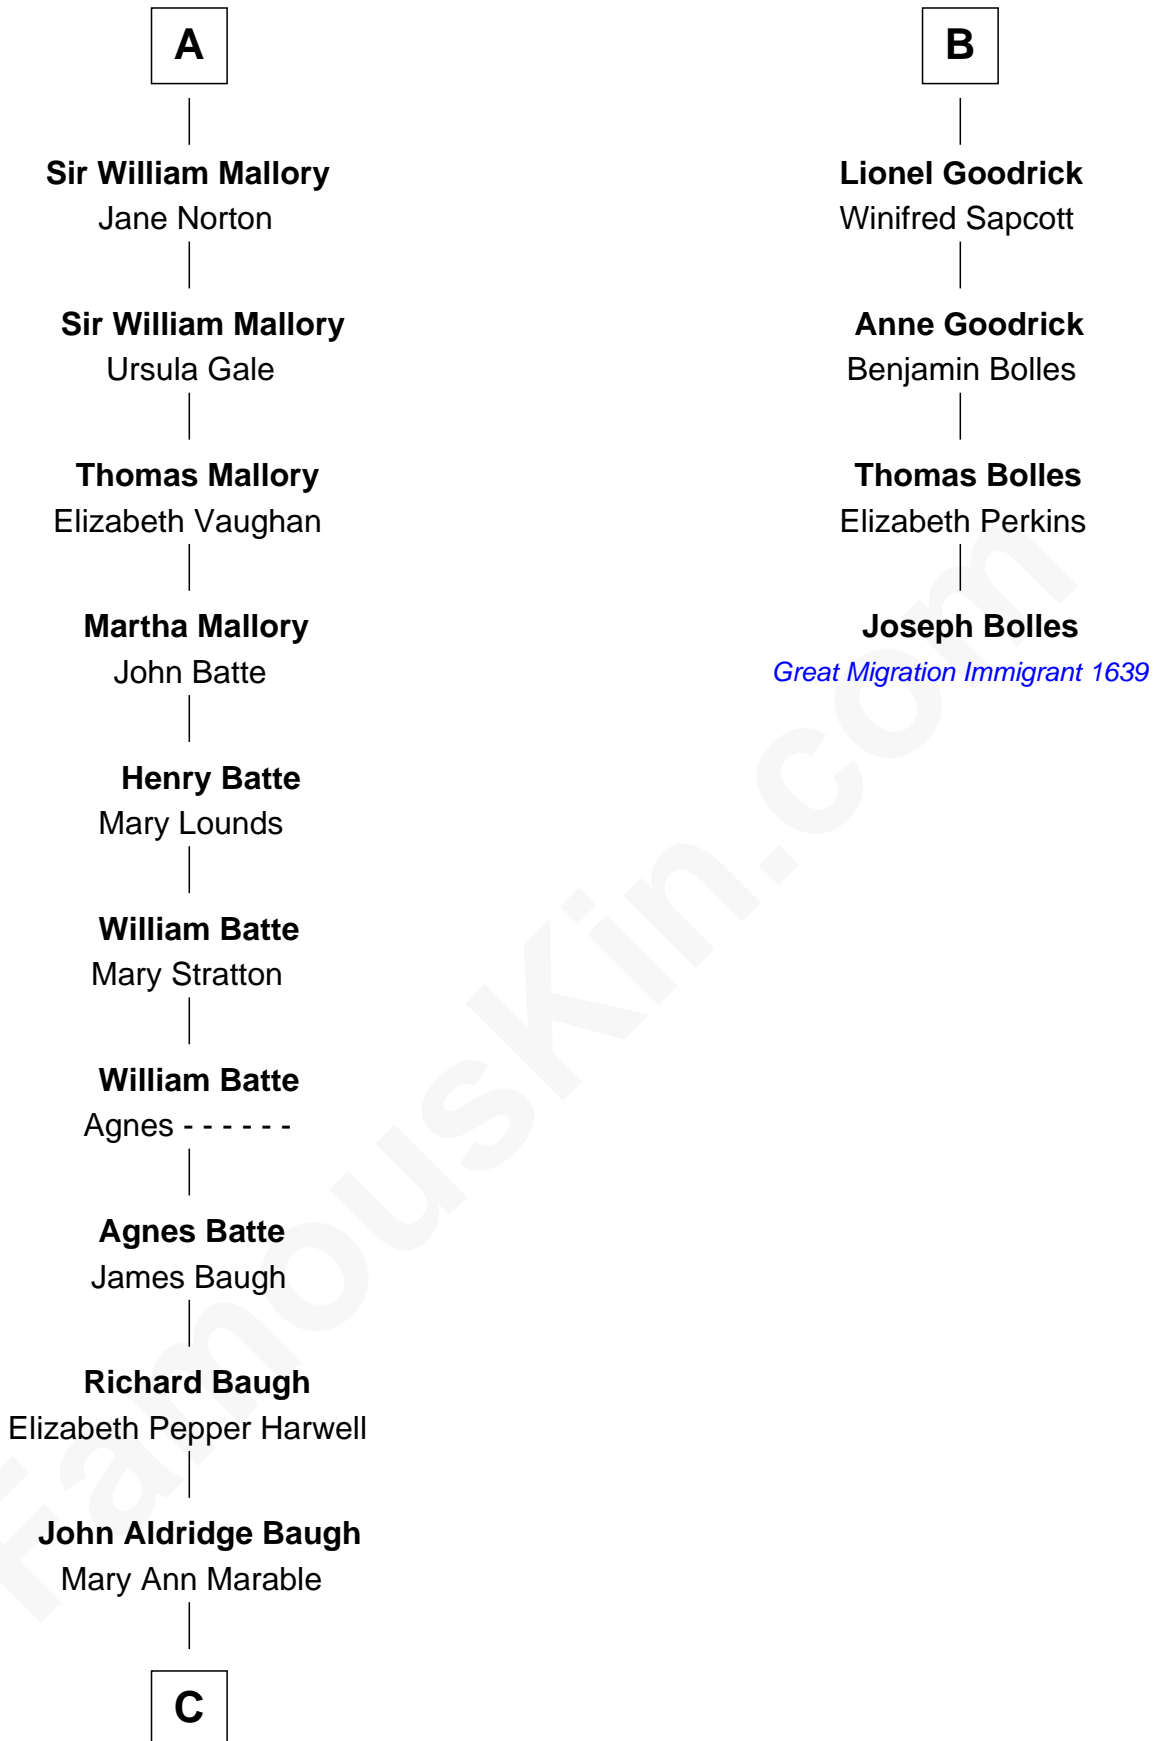 A
Sir William Mallory
Jane Norton
Sir William Mallory
Ursula Gale
Thomas Mallory
Elizabeth Vaughan
Martha Mallory
John Batte
Henry Batte
Mary Lounds
William Batte
Mary Stratton
William Batte
Agnes - - - - - -
Agnes Batte
James Baugh
Richard Baugh
Elizabeth Pepper Harwell
John Aldridge Baugh
Mary Ann Marable
C
B
Lionel Goodrick
Winifred Sapcott
Anne Goodrick
Benjamin Bolles
Thomas Bolles
Elizabeth Perkins
Joseph Bolles
Great Migration Immigrant 1639
FamousKin.com